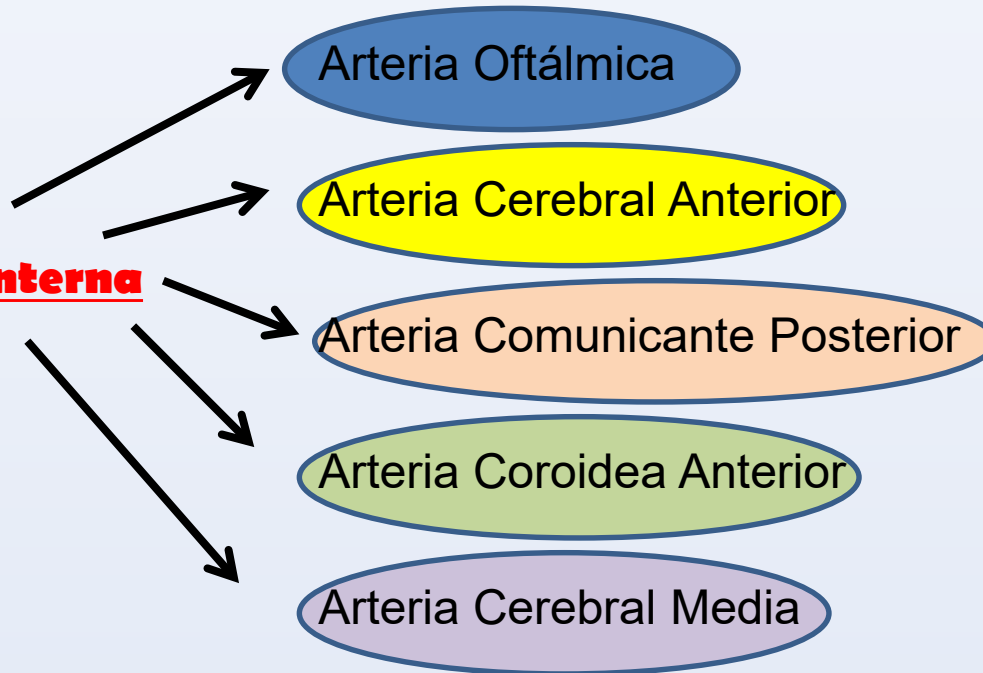 Arteria Oftálmica
Arteria Cerebral Anterior
nterna
Arteria Comunicante Posterior
Arteria Coroidea Anterior
Arteria Cerebral Media